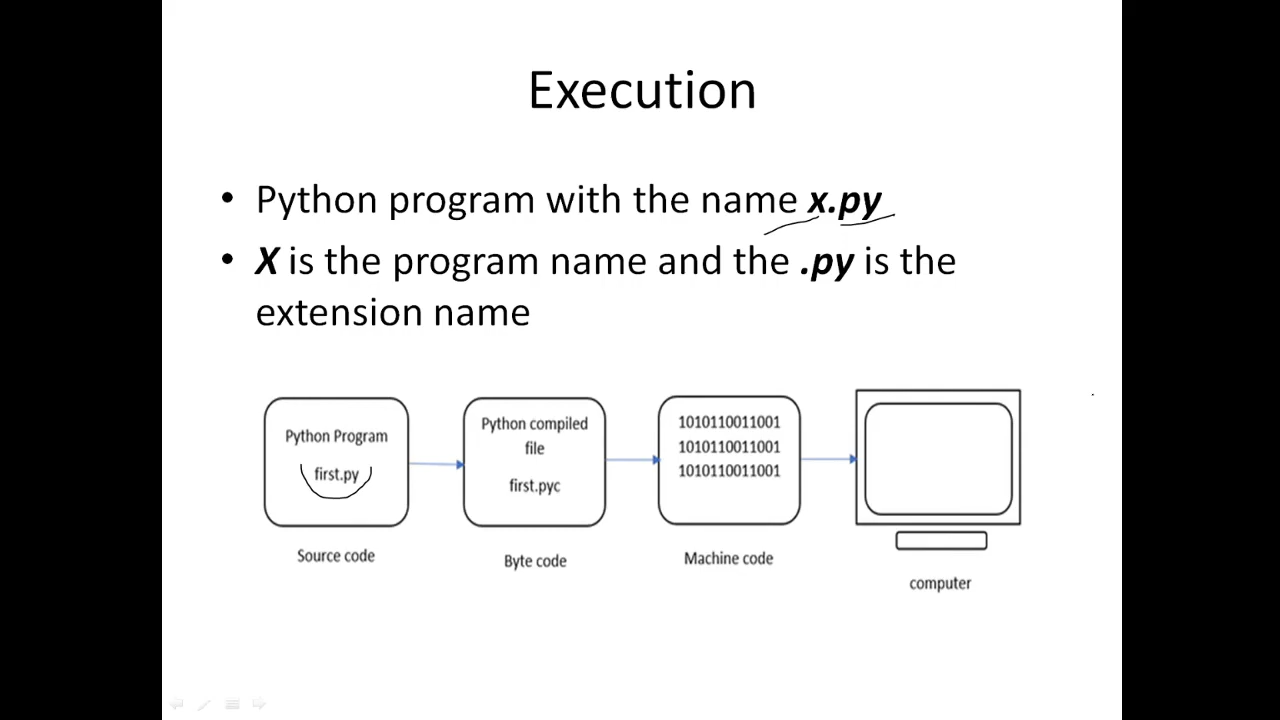 Execution
• Python program with the name x.py
• X is the program name and the .py is the
extension name
Python Program
first.py
Source code
Python compiled
file
first.pyc
Byte code
1010110011001
1010110011001
1010110011001
Machine code
computer